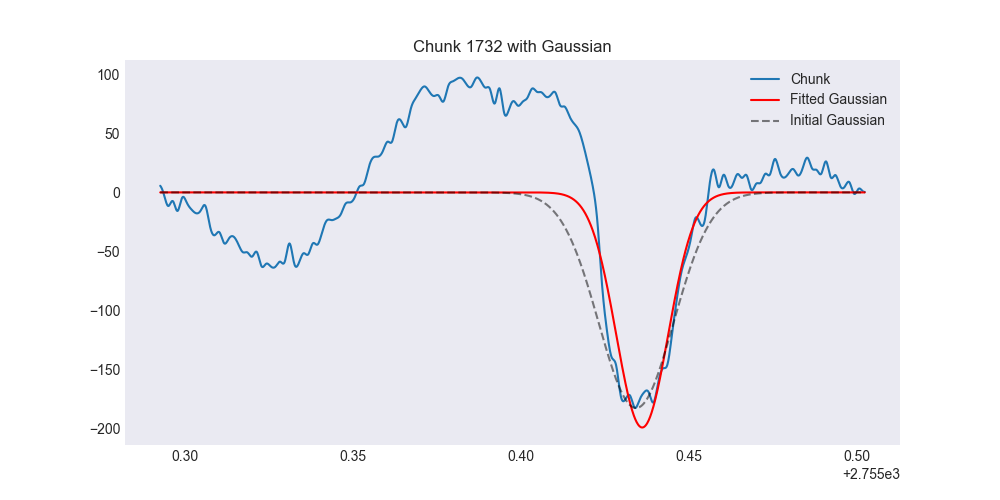 Chunk 1732 with Gaussian
100
50
0
−50
−100
−150
−200
Chunk
Fitted Gaussian
Initial Gaussian
0.30 0.35 0.40 0.45 0.50
+2.755e3